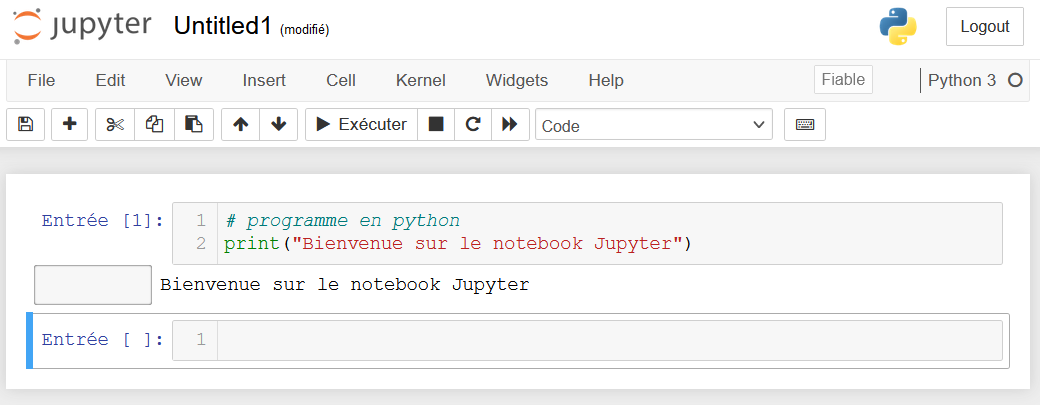 jupyter Untitled1 (modifié) Logout
File Edit View Insert Cell Kernel Widgets Help Fiable Python 3
Exécuter Code
Entrée [1]: 1 # programme en python
2 print("Bienvenue sur le notebook Jupyter")
Bienvenue sur le notebook Jupyter
Entrée [ ]: 1